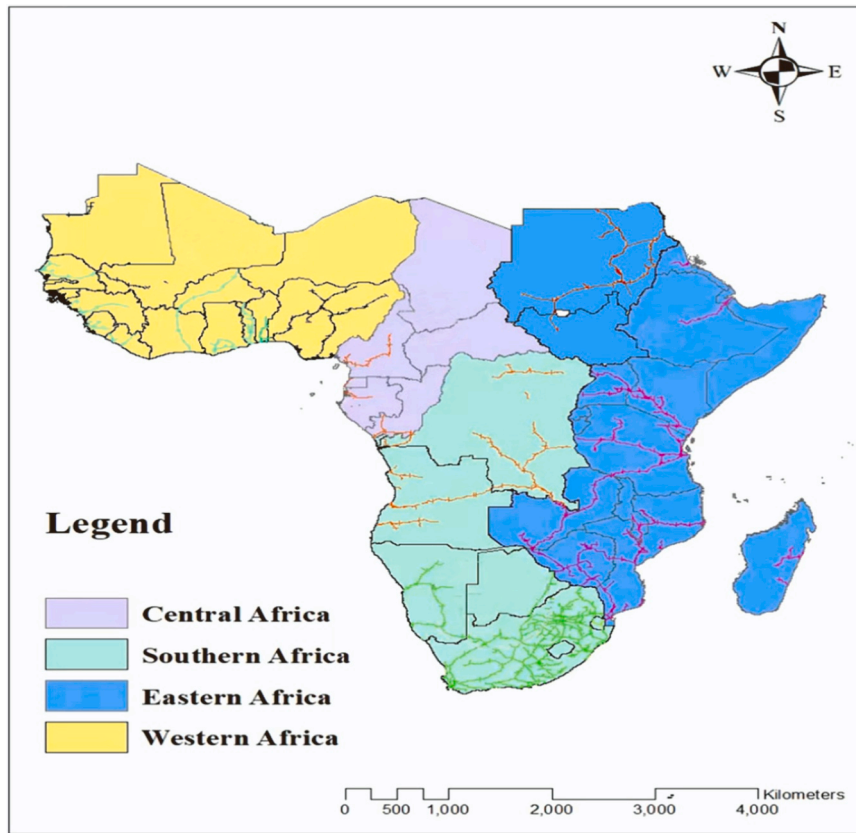 N
W E
S
Legend
Central Africa
Southern Africa
Eastern Africa
Western Africa
Kilometers
0 500 1,000 2,000 3,000 4,000